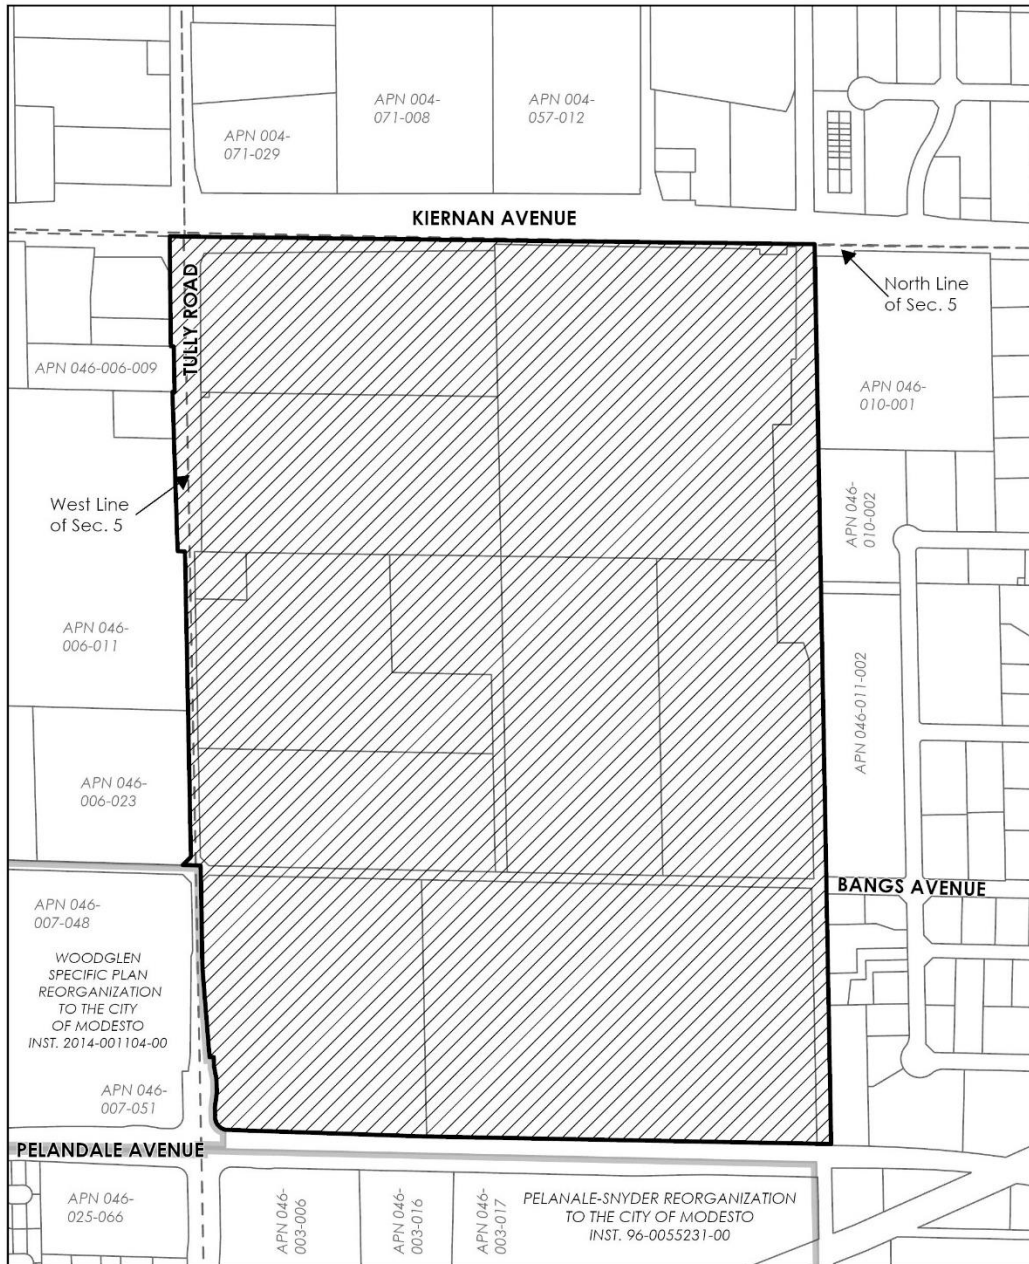 APN 004-
071-008
APN 004-
057-012
APN 004-
071-029
KIERNAN AVENUE
TULLY ROAD
North Line
of Sec. 5
APN 046-006-009
APN 046-
010-001
West Line
of Sec. 5
APN 046-
010-002
APN 046-
006-011
APN 046-011-002
APN 046-
006-023
BANGS AVENUE
APN 046-
007-048
WOODGLEN
SPECIFIC PLAN
REORGANIZATION
TO THE CITY
OF MODESTO
INST. 2014-001104-00
APN 046-
007-051
PELANDALE AVENUE
APN 046-
025-066
APN 046-
003-006
APN 046-
003-016
APN 046-
003-017
PELANALE-SNYDER REORGANIZATION
TO THE CITY OF MODESTO
INST. 96-0055231-00